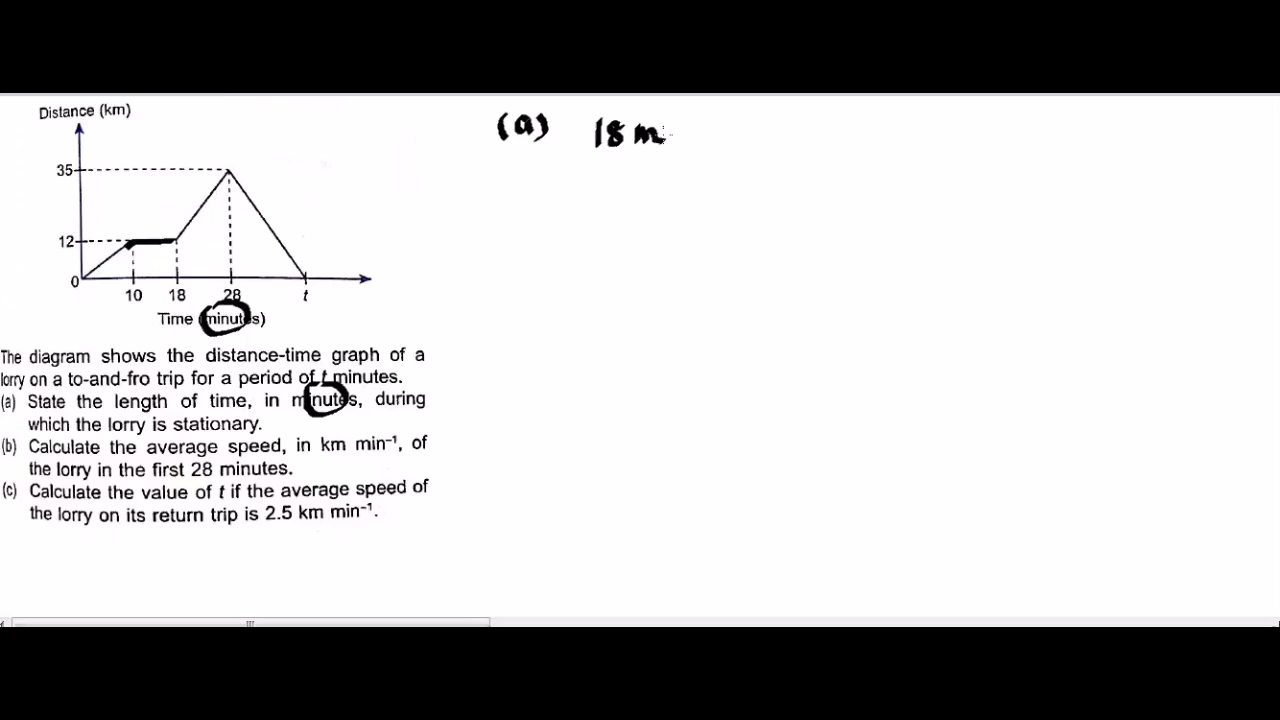 Distance (km)
(a) 18 m
35
12
0
10 18 28 t
Time (minutes)
The diagram shows the distance-time graph of a
lorry on a to-and-fro trip for a period of t minutes.
(a) State the length of time, in minutes, during
which the lorry is stationary.
(b) Calculate the average speed, in km min⁻¹, of
the lorry in the first 28 minutes.
(c) Calculate the value of t if the average speed of
the lorry on its return trip is 2.5 km min⁻¹.